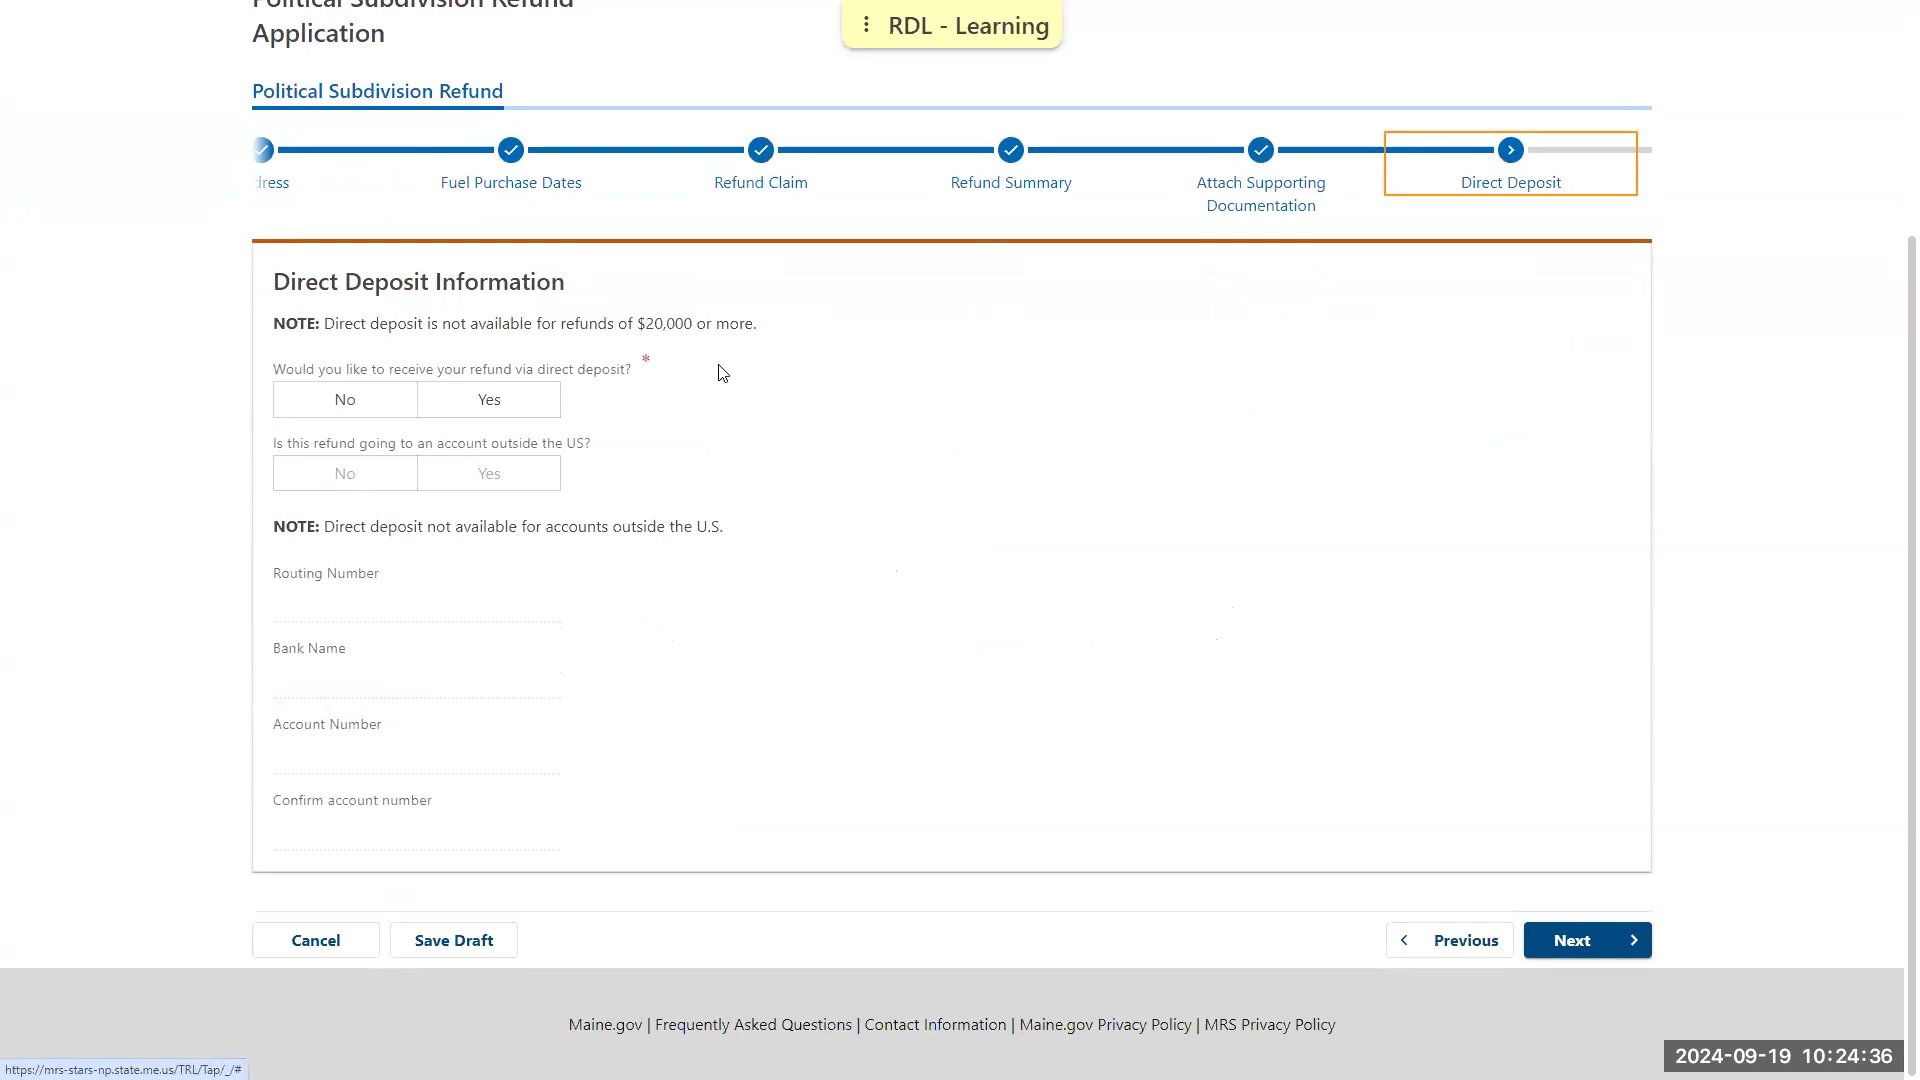 Political Subdivision Refund
Application
⋮ RDL - Learning
Political Subdivision Refund
dress
Fuel Purchase Dates
Refund Claim
Refund Summary
Attach Supporting
Documentation
Direct Deposit
Direct Deposit Information
NOTE: Direct deposit is not available for refunds of $20,000 or more.
Would you like to receive your refund via direct deposit? *
No Yes
Is this refund going to an account outside the US?
No Yes
NOTE: Direct deposit not available for accounts outside the U.S.
Routing Number
Bank Name
Account Number
Confirm account number
Cancel Save Draft < Previous Next >
Maine.gov | Frequently Asked Questions | Contact Information | Maine.gov Privacy Policy | MRS Privacy Policy
https://mrs-stars-np.state.me.us/TRL/Tap/_/#
2024-09-19 10:24:36